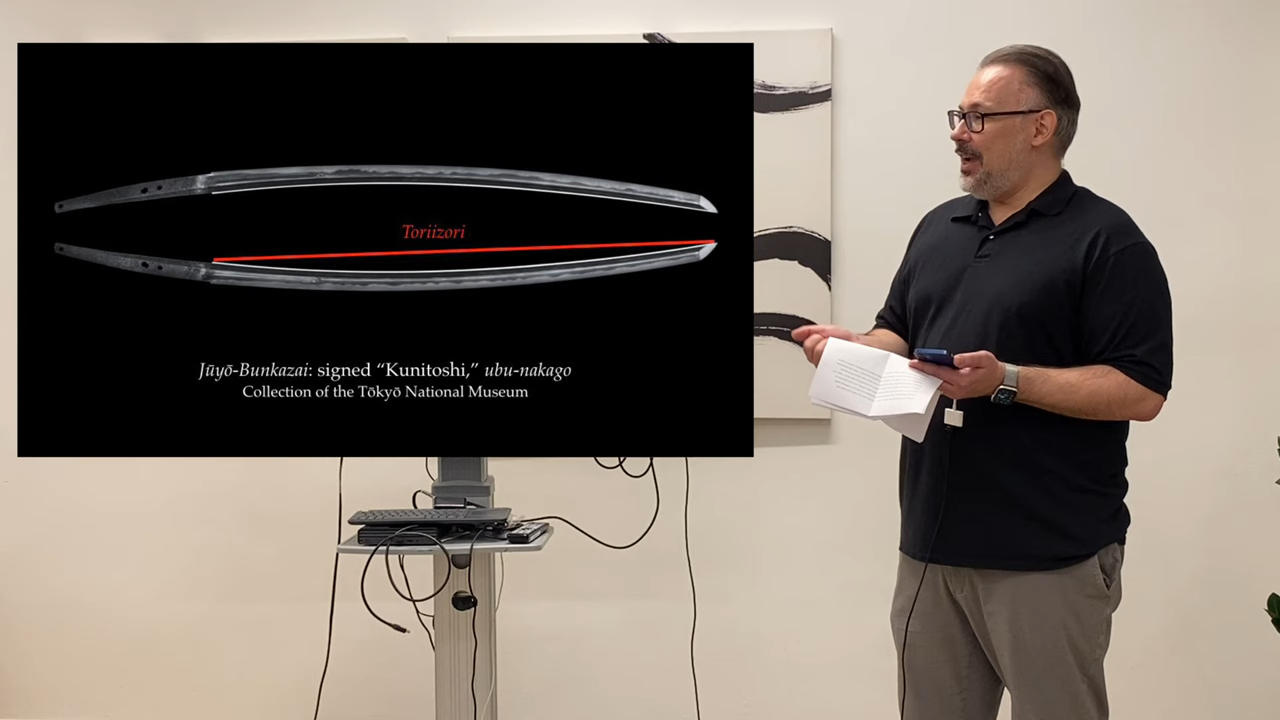 Toriizori
Jūyō-Bunkazai: signed “Kunitoshi,” ubu-nakago
Collection of the Tōkyō National Museum